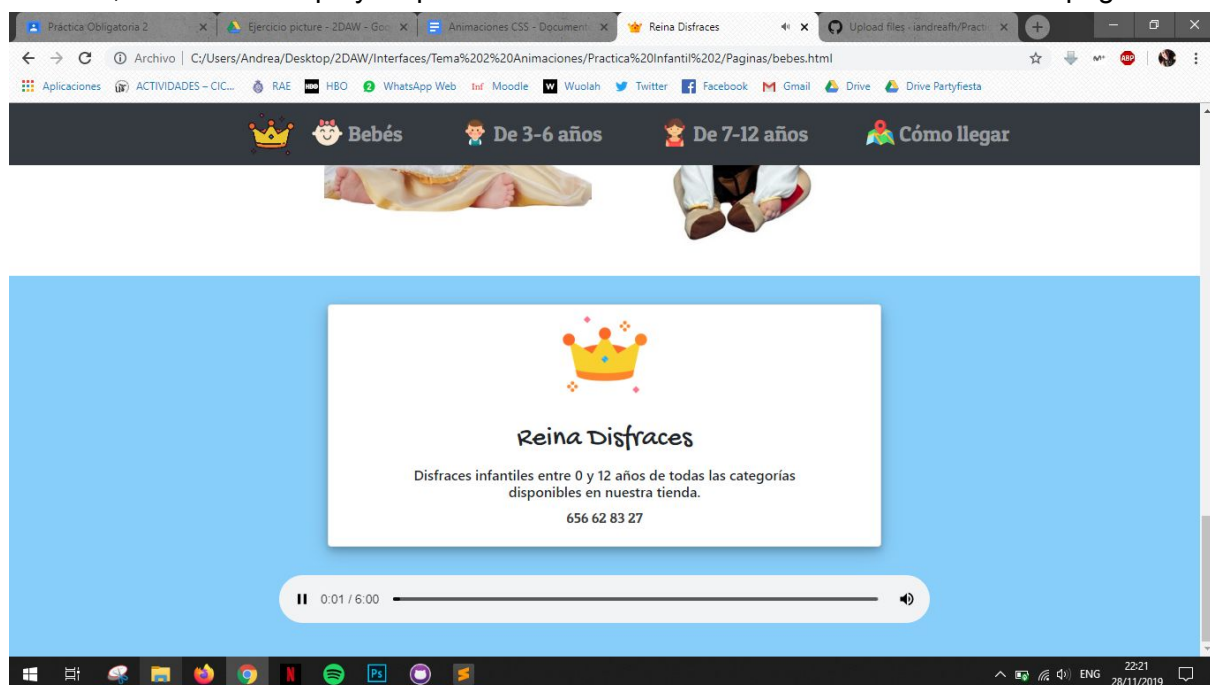 Práctica Obligatoria 2
Ejercicio picture - 2DAW - Goo
Animaciones CSS - Document
Reina Disfraces
Upload files · iandreafh/Practi
Archivo | C:/Users/Andrea/Desktop/2DAW/Interfaces/Tema%202%20Animaciones/Practica%20Infantil%202/Paginas/bebes.html
ABP
Aplicaciones
ACTIVIDADES – CIC...
RAE
HBO
WhatsApp Web
Inf Moodle
W Wuolah
Twitter
Facebook
Gmail
Drive
Drive Partyfiesta
Bebés
De 3-6 años
De 7-12 años
Cómo llegar
Reina Disfraces
Disfraces infantiles entre 0 y 12 años de todas las categorías
disponibles en nuestra tienda.
656 62 83 27
0:01 / 6:00
N
Ps
ENG
22:21
28/11/2019